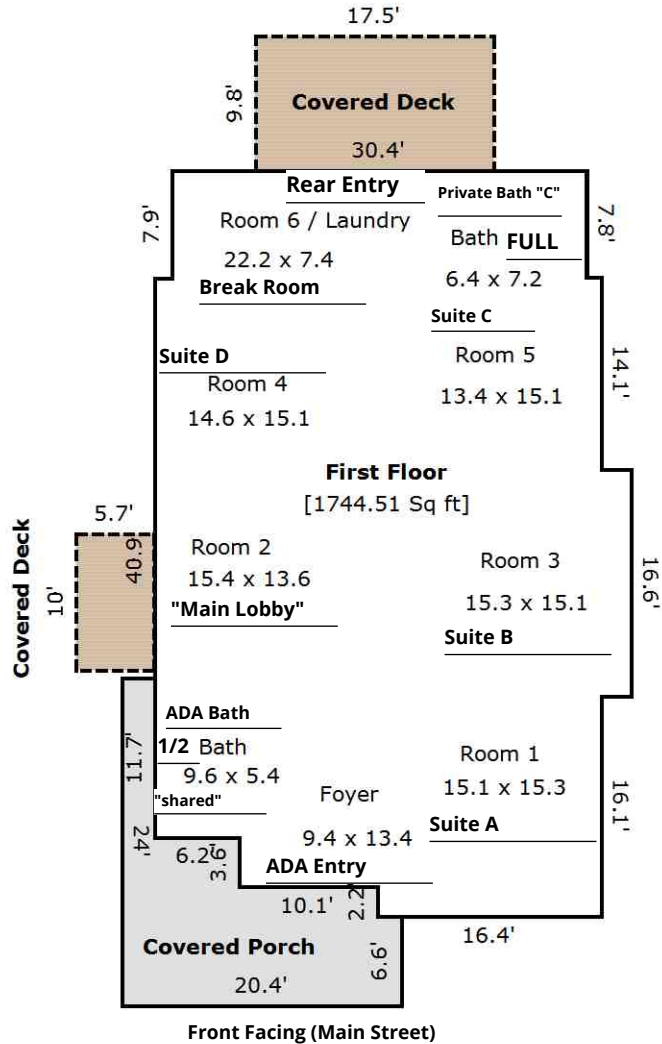 17.5'
9.8'
Covered Deck
30.4'
Rear Entry
Private Bath "C"
7.9'
Room 6 / Laundry
22.2 x 7.4
Break Room
Bath FULL
6.4 x 7.2
7.8'
Suite C
Room 5
13.4 x 15.1
14.1'
Suite D
Room 4
14.6 x 15.1
First Floor
[1744.51 Sq ft]
5.7'
Covered Deck
10'
40.9'
Room 2
15.4 x 13.6
"Main Lobby"
Room 3
15.3 x 15.1
Suite B
16.6'
ADA Bath
1/2 Bath
9.6 x 5.4
"shared"
11.7'
24'
Foyer
9.4 x 13.4
ADA Entry
Room 1
15.1 x 15.3
Suite A
16.1'
6.2'
3.6'
10.1'
2.2'
16.4'
Covered Porch
6.6'
20.4'
Front Facing (Main Street)